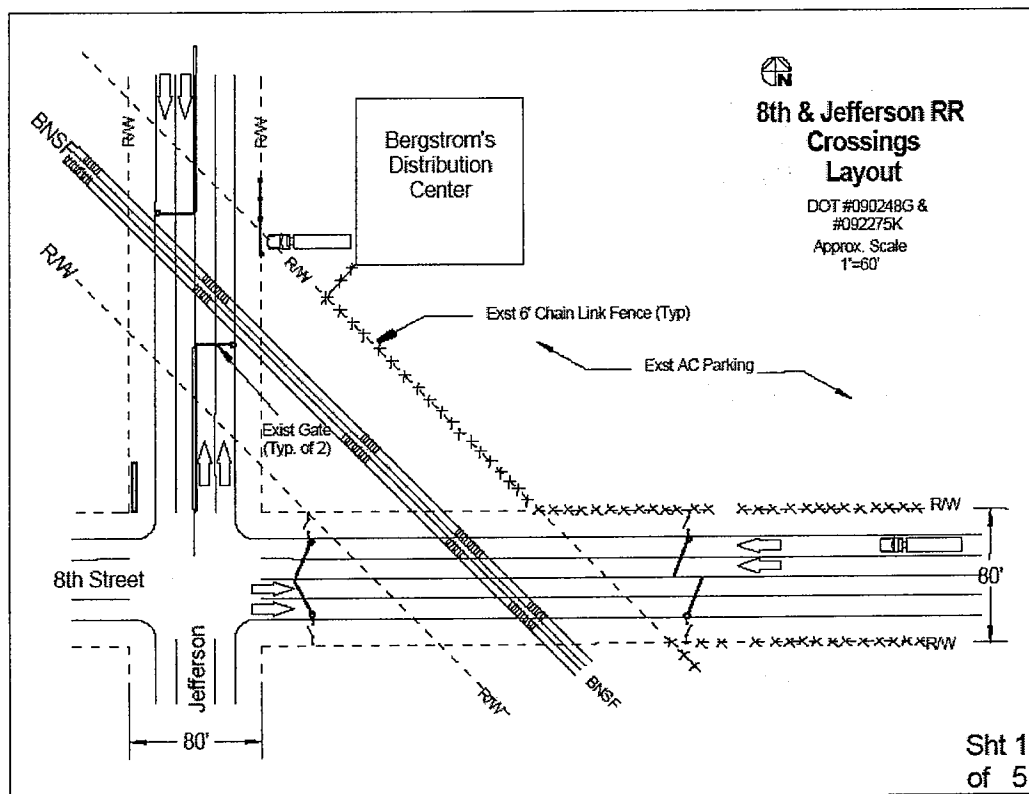 N
8th & Jefferson RR
Crossings
Layout
DOT #090248G &
#092275K
Approx. Scale
1"=60'
BNSF
R/W
R/W
Bergstrom's
Distribution
Center
R/W
R/W
Exst 6' Chain Link Fence (Typ)
Exst AC Parking
Exist Gate
(Typ. of 2)
R/W
8th Street
80'
Jefferson
R/W
R/W
BNSF
80'
Sht 1
of 5